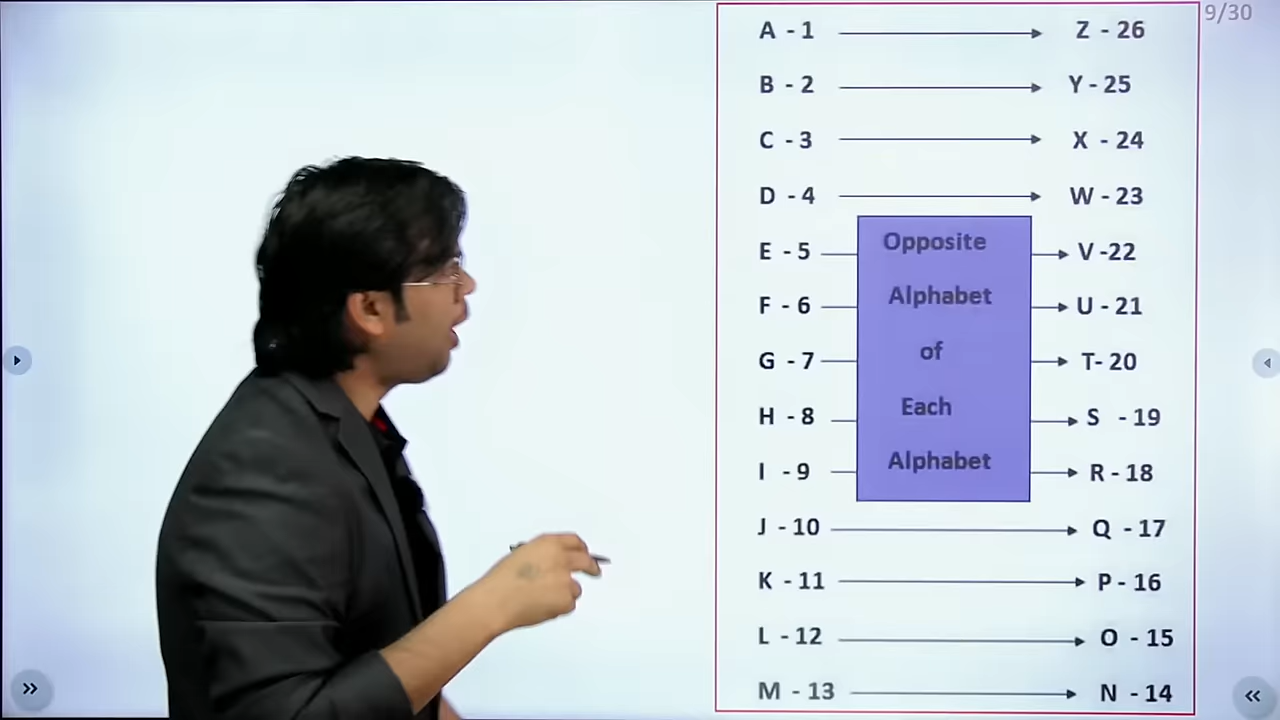 9/30
A - 1 Z - 26
B - 2 Y - 25
C - 3 X - 24
D - 4 W - 23
E - 5 V -22
F - 6 U - 21
G - 7 T- 20
H - 8 S - 19
I - 9 R - 18
J - 10 Q - 17
K - 11 P - 16
L - 12 O - 15
M - 13 N - 14
Opposite
Alphabet
of
Each
Alphabet